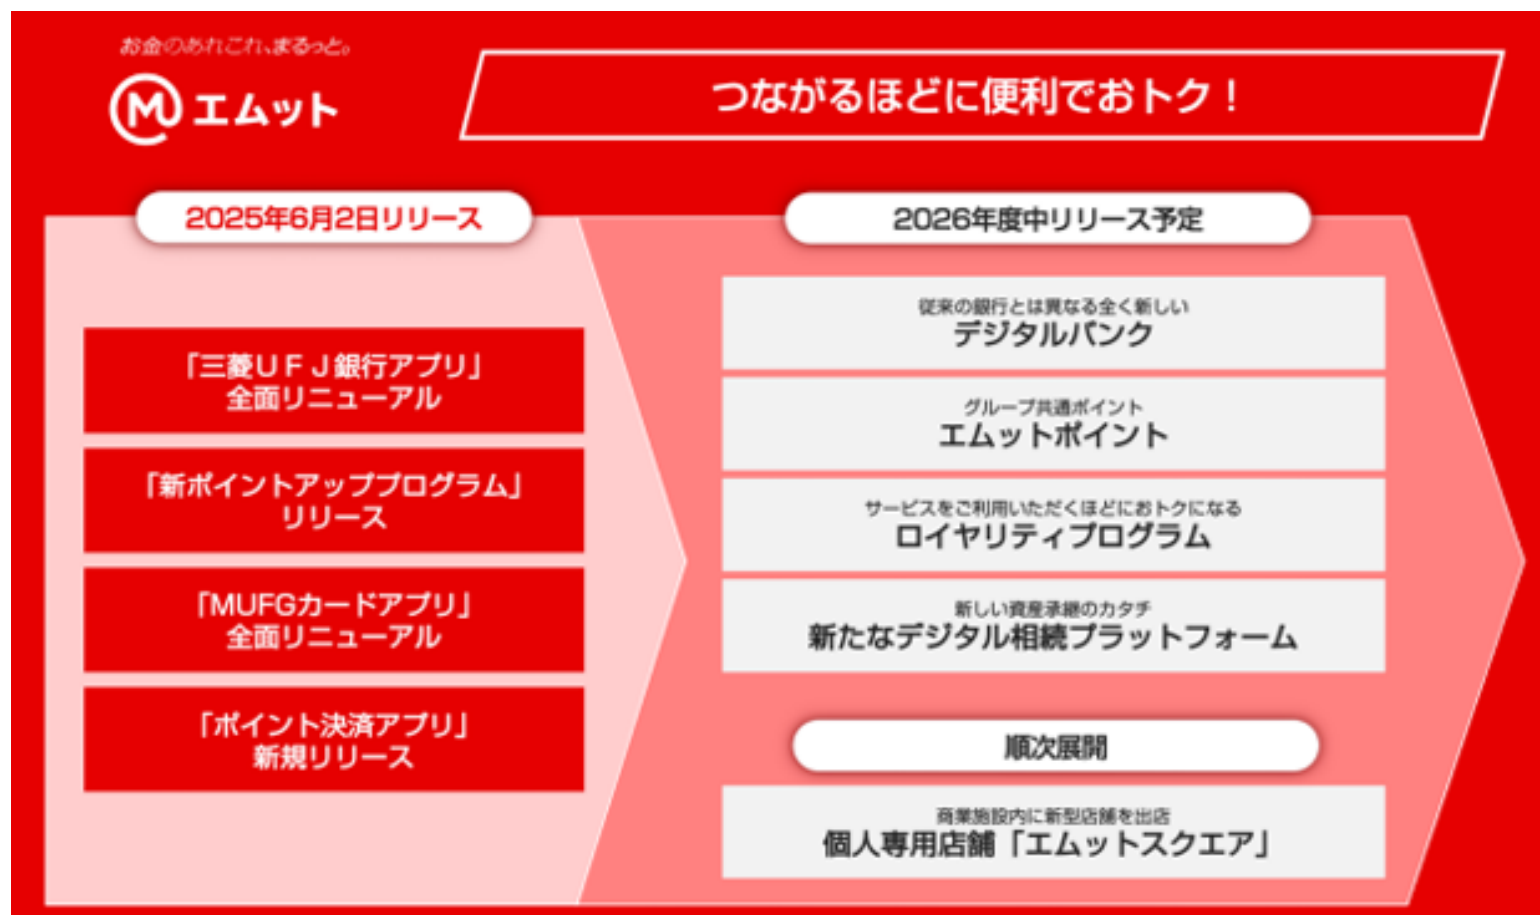 お金のあれこれ、まるっと。
M エムット
つながるほどに便利でおトク！
2025年6月2日リリース
「三菱ＵＦＪ銀行アプリ」
全面リニューアル
「新ポイントアッププログラム」
リリース
「MUFGカードアプリ」
全面リニューアル
「ポイント決済アプリ」
新規リリース
2026年度中リリース予定
従来の銀行とは異なる全く新しい
デジタルバンク
グループ共通ポイント
エムットポイント
サービスをご利用いただくほどにおトクになる
ロイヤリティプログラム
新しい資産承継のカタチ
新たなデジタル相続プラットフォーム
順次展開
商業施設内に新型店舗を出店
個人専用店舗「エムットスクエア」